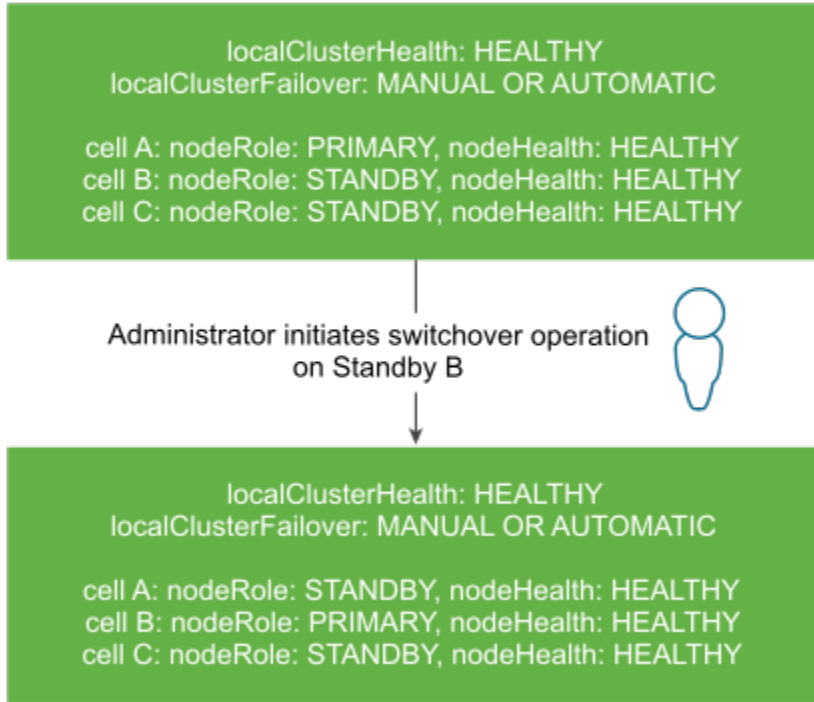 localClusterHealth: HEALTHY
localClusterFailover: MANUAL OR AUTOMATIC
cell A: nodeRole: PRIMARY, nodeHealth: HEALTHY
cell B: nodeRole: STANDBY, nodeHealth: HEALTHY
cell C: nodeRole: STANDBY, nodeHealth: HEALTHY
Administrator initiates switchover operation
on Standby B
localClusterHealth: HEALTHY
localClusterFailover: MANUAL OR AUTOMATIC
cell A: nodeRole: STANDBY, nodeHealth: HEALTHY
cell B: nodeRole: PRIMARY, nodeHealth: HEALTHY
cell C: nodeRole: STANDBY, nodeHealth: HEALTHY